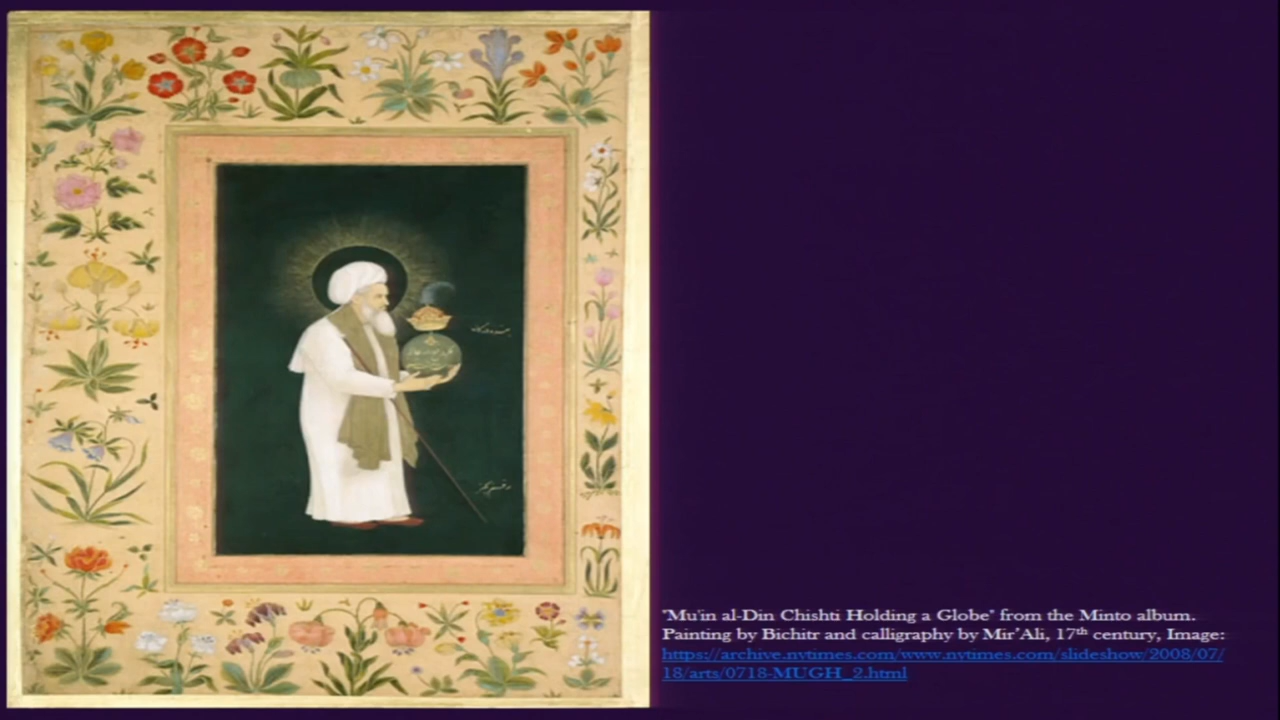 "Mu'in al-Din Chishti Holding a Globe" from the Minto album.
Painting by Bichitr and calligraphy by Mir'Ali, 17th century, Image:
https://archive.nytimes.com/www.nytimes.com/slideshow/2008/07/
18/arts/0718-MUGH_2.html